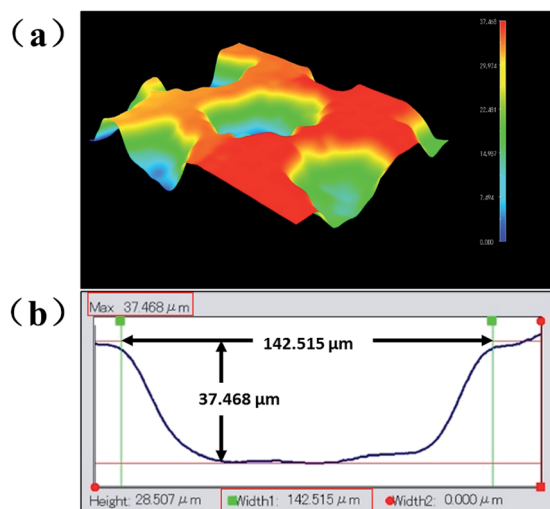 (a)
37.468
29,974
22,481
14,987
7,494
0.000
(b)
Max 37.468 μm
142.515 μm
37.468 μm
Height: 28.507 μm Width1: 142.515 μm Width2: 0.000 μm